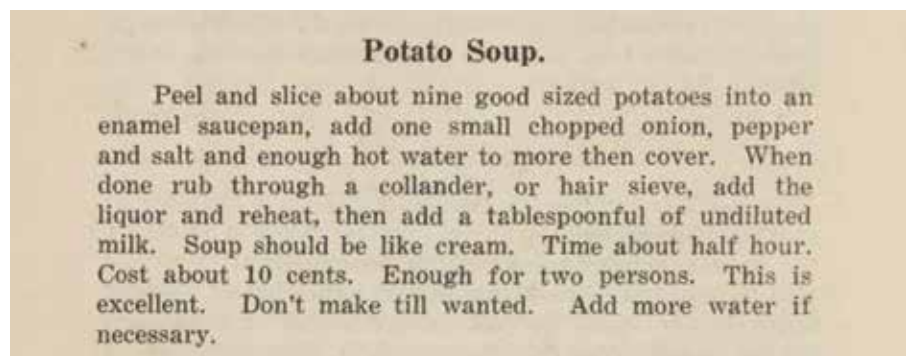 Potato Soup.
Peel and slice about nine good sized potatoes into an
enamel saucepan, add one small chopped onion, pepper
and salt and enough hot water to more then cover. When
done rub through a collander, or hair sieve, add the
liquor and reheat, then add a tablespoonful of undiluted
milk. Soup should be like cream. Time about half hour.
Cost about 10 cents. Enough for two persons. This is
excellent. Don't make till wanted. Add more water if
necessary.